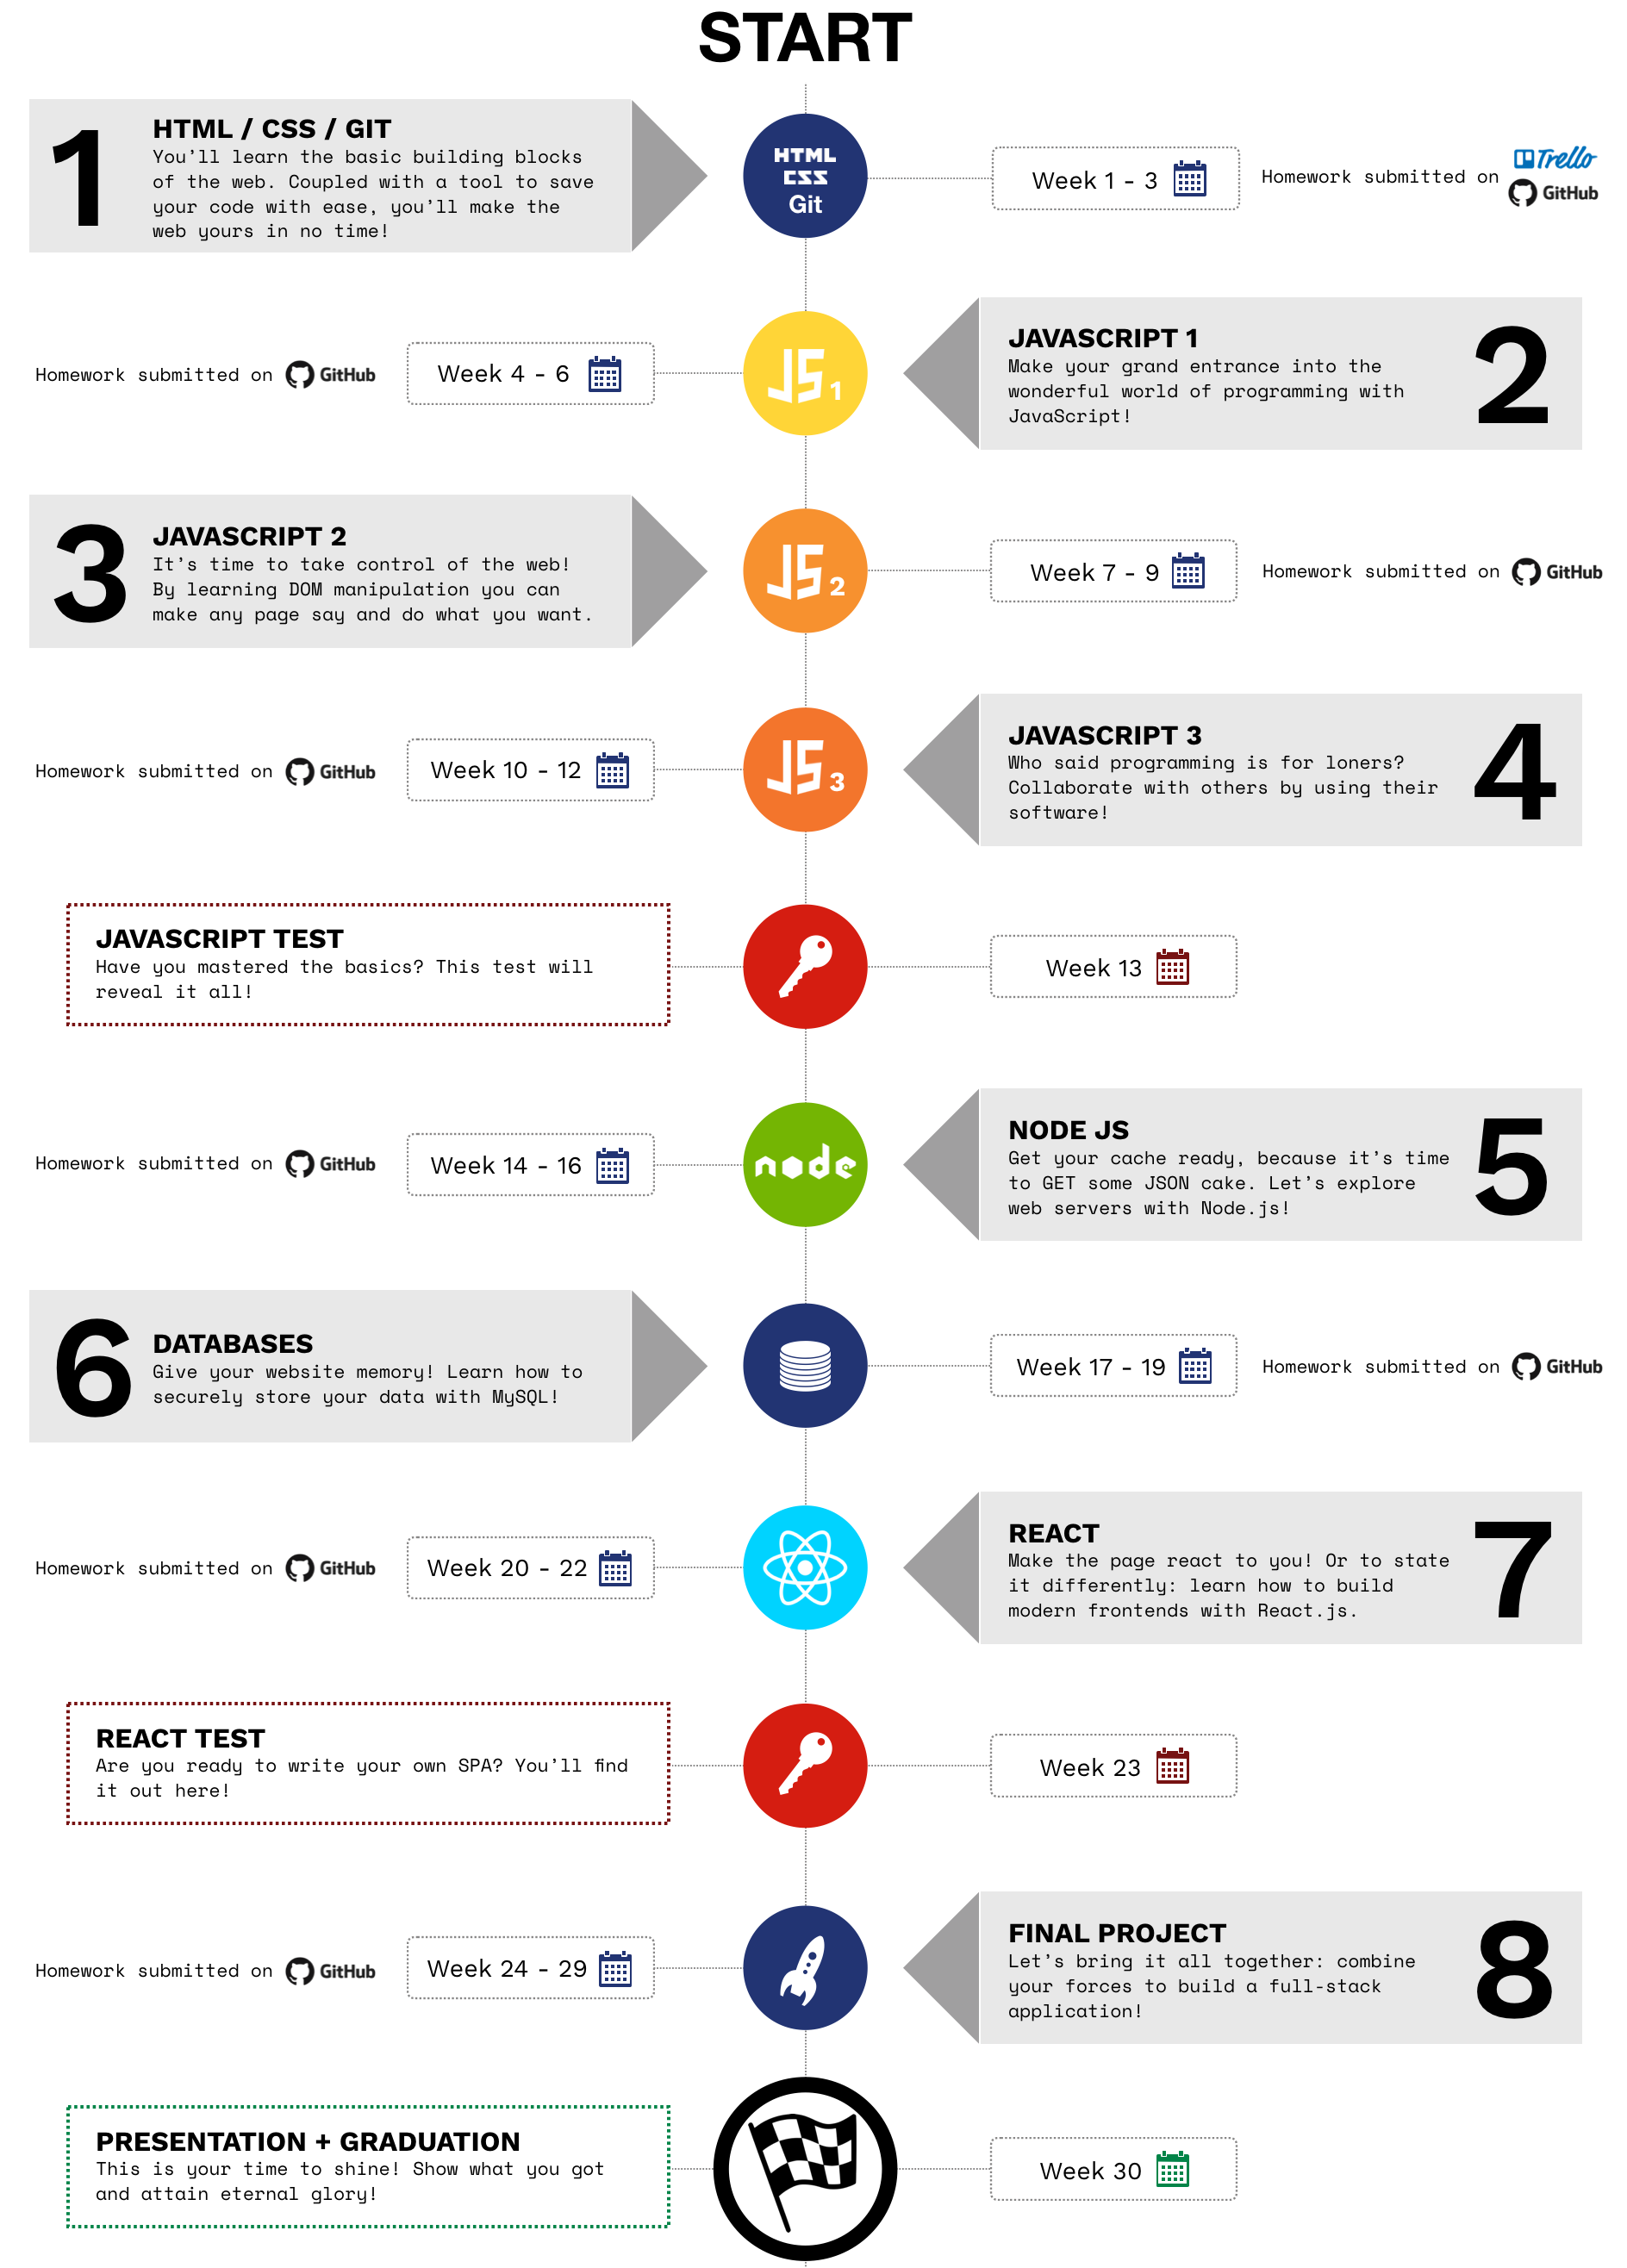 START
1
HTML / CSS / GIT
You'll learn the basic building blocks
of the web. Coupled with a tool to save
your code with ease, you'll make the
web yours in no time!
HTML
CSS
Git
Week 1 - 3
Homework submitted on
Trello
GitHub
Homework submitted on GitHub
Week 4 - 6
JS 1
JAVASCRIPT 1
Make your grand entrance into the
wonderful world of programming with
JavaScript!
2
3
JAVASCRIPT 2
It's time to take control of the web!
By learning DOM manipulation you can
make any page say and do what you want.
JS 2
Week 7 - 9
Homework submitted on GitHub
Homework submitted on GitHub
Week 10 - 12
JS 3
JAVASCRIPT 3
Who said programming is for loners?
Collaborate with others by using their
software!
4
JAVASCRIPT TEST
Have you mastered the basics? This test will
reveal it all!
Week 13
Homework submitted on GitHub
Week 14 - 16
node
NODE JS
Get your cache ready, because it's time
to GET some JSON cake. Let's explore
web servers with Node.js!
5
6
DATABASES
Give your website memory! Learn how to
securely store your data with MySQL!
Week 17 - 19
Homework submitted on GitHub
Homework submitted on GitHub
Week 20 - 22
REACT
Make the page react to you! Or to state
it differently: learn how to build
modern frontends with React.js.
7
REACT TEST
Are you ready to write your own SPA? You'll find
it out here!
Week 23
Homework submitted on GitHub
Week 24 - 29
FINAL PROJECT
Let's bring it all together: combine
your forces to build a full-stack
application!
8
PRESENTATION + GRADUATION
This is your time to shine! Show what you got
and attain eternal glory!
Week 30